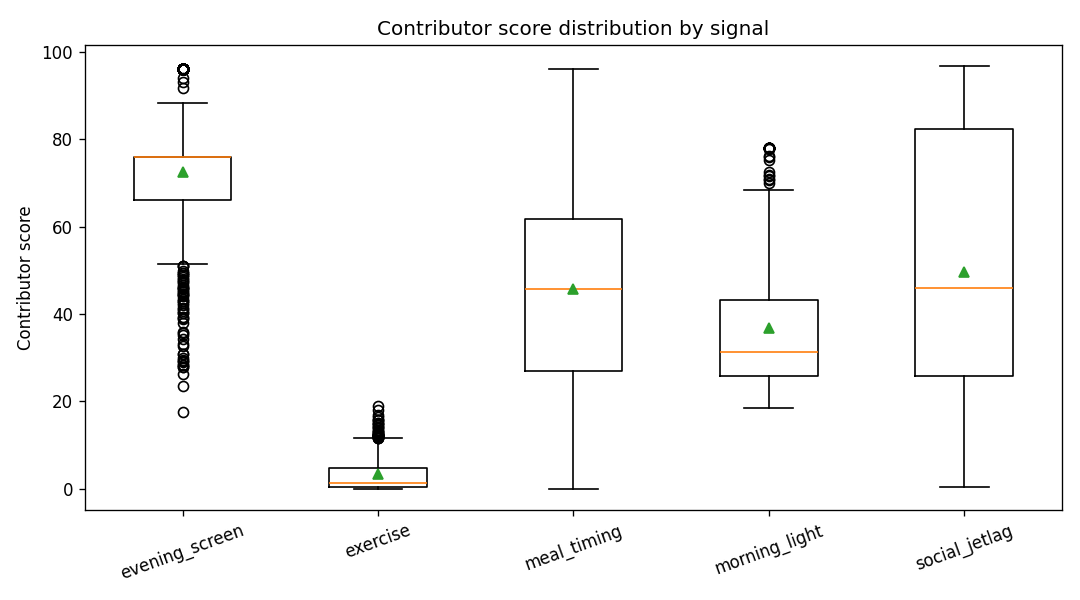 Contributor score distribution by signal
Contributor score
100
80
60
40
20
0
evening_screen
exercise
meal_timing
morning_light
social_jetlag